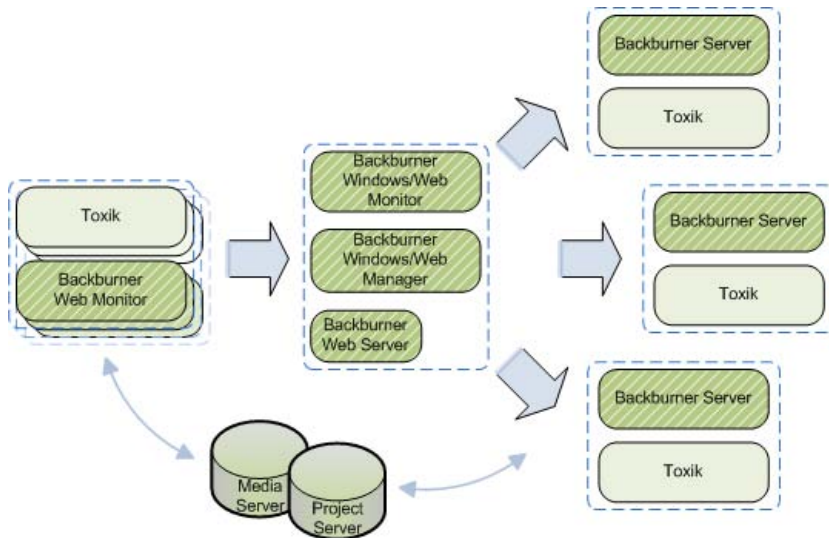 Toxik
Backburner
Web Monitor
Backburner
Windows/Web
Monitor
Backburner
Windows/Web
Manager
Backburner
Web Server
Backburner Server
Toxik
Backburner Server
Toxik
Backburner Server
Toxik
Media
Server
Project
Server